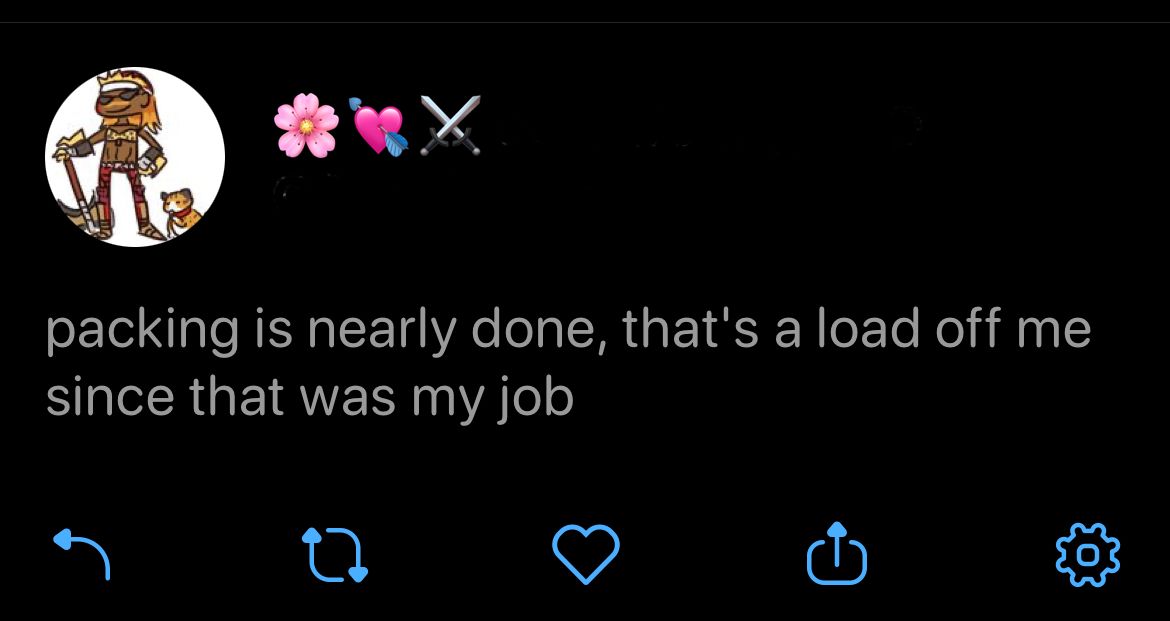 🌸💘⚔️
packing is nearly done, that's a load off me
since that was my job